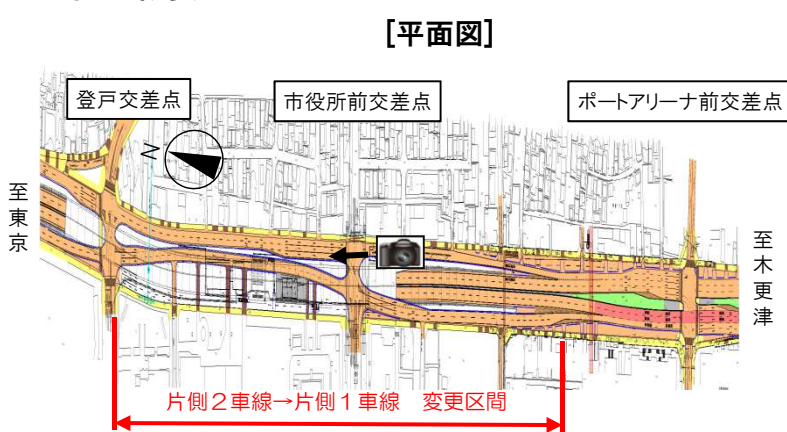 [平面図]
登戸交差点
市役所前交差点
ポートアリーナ前交差点
N
至東京
至木更津
片側2車線→片側1車線 変更区間